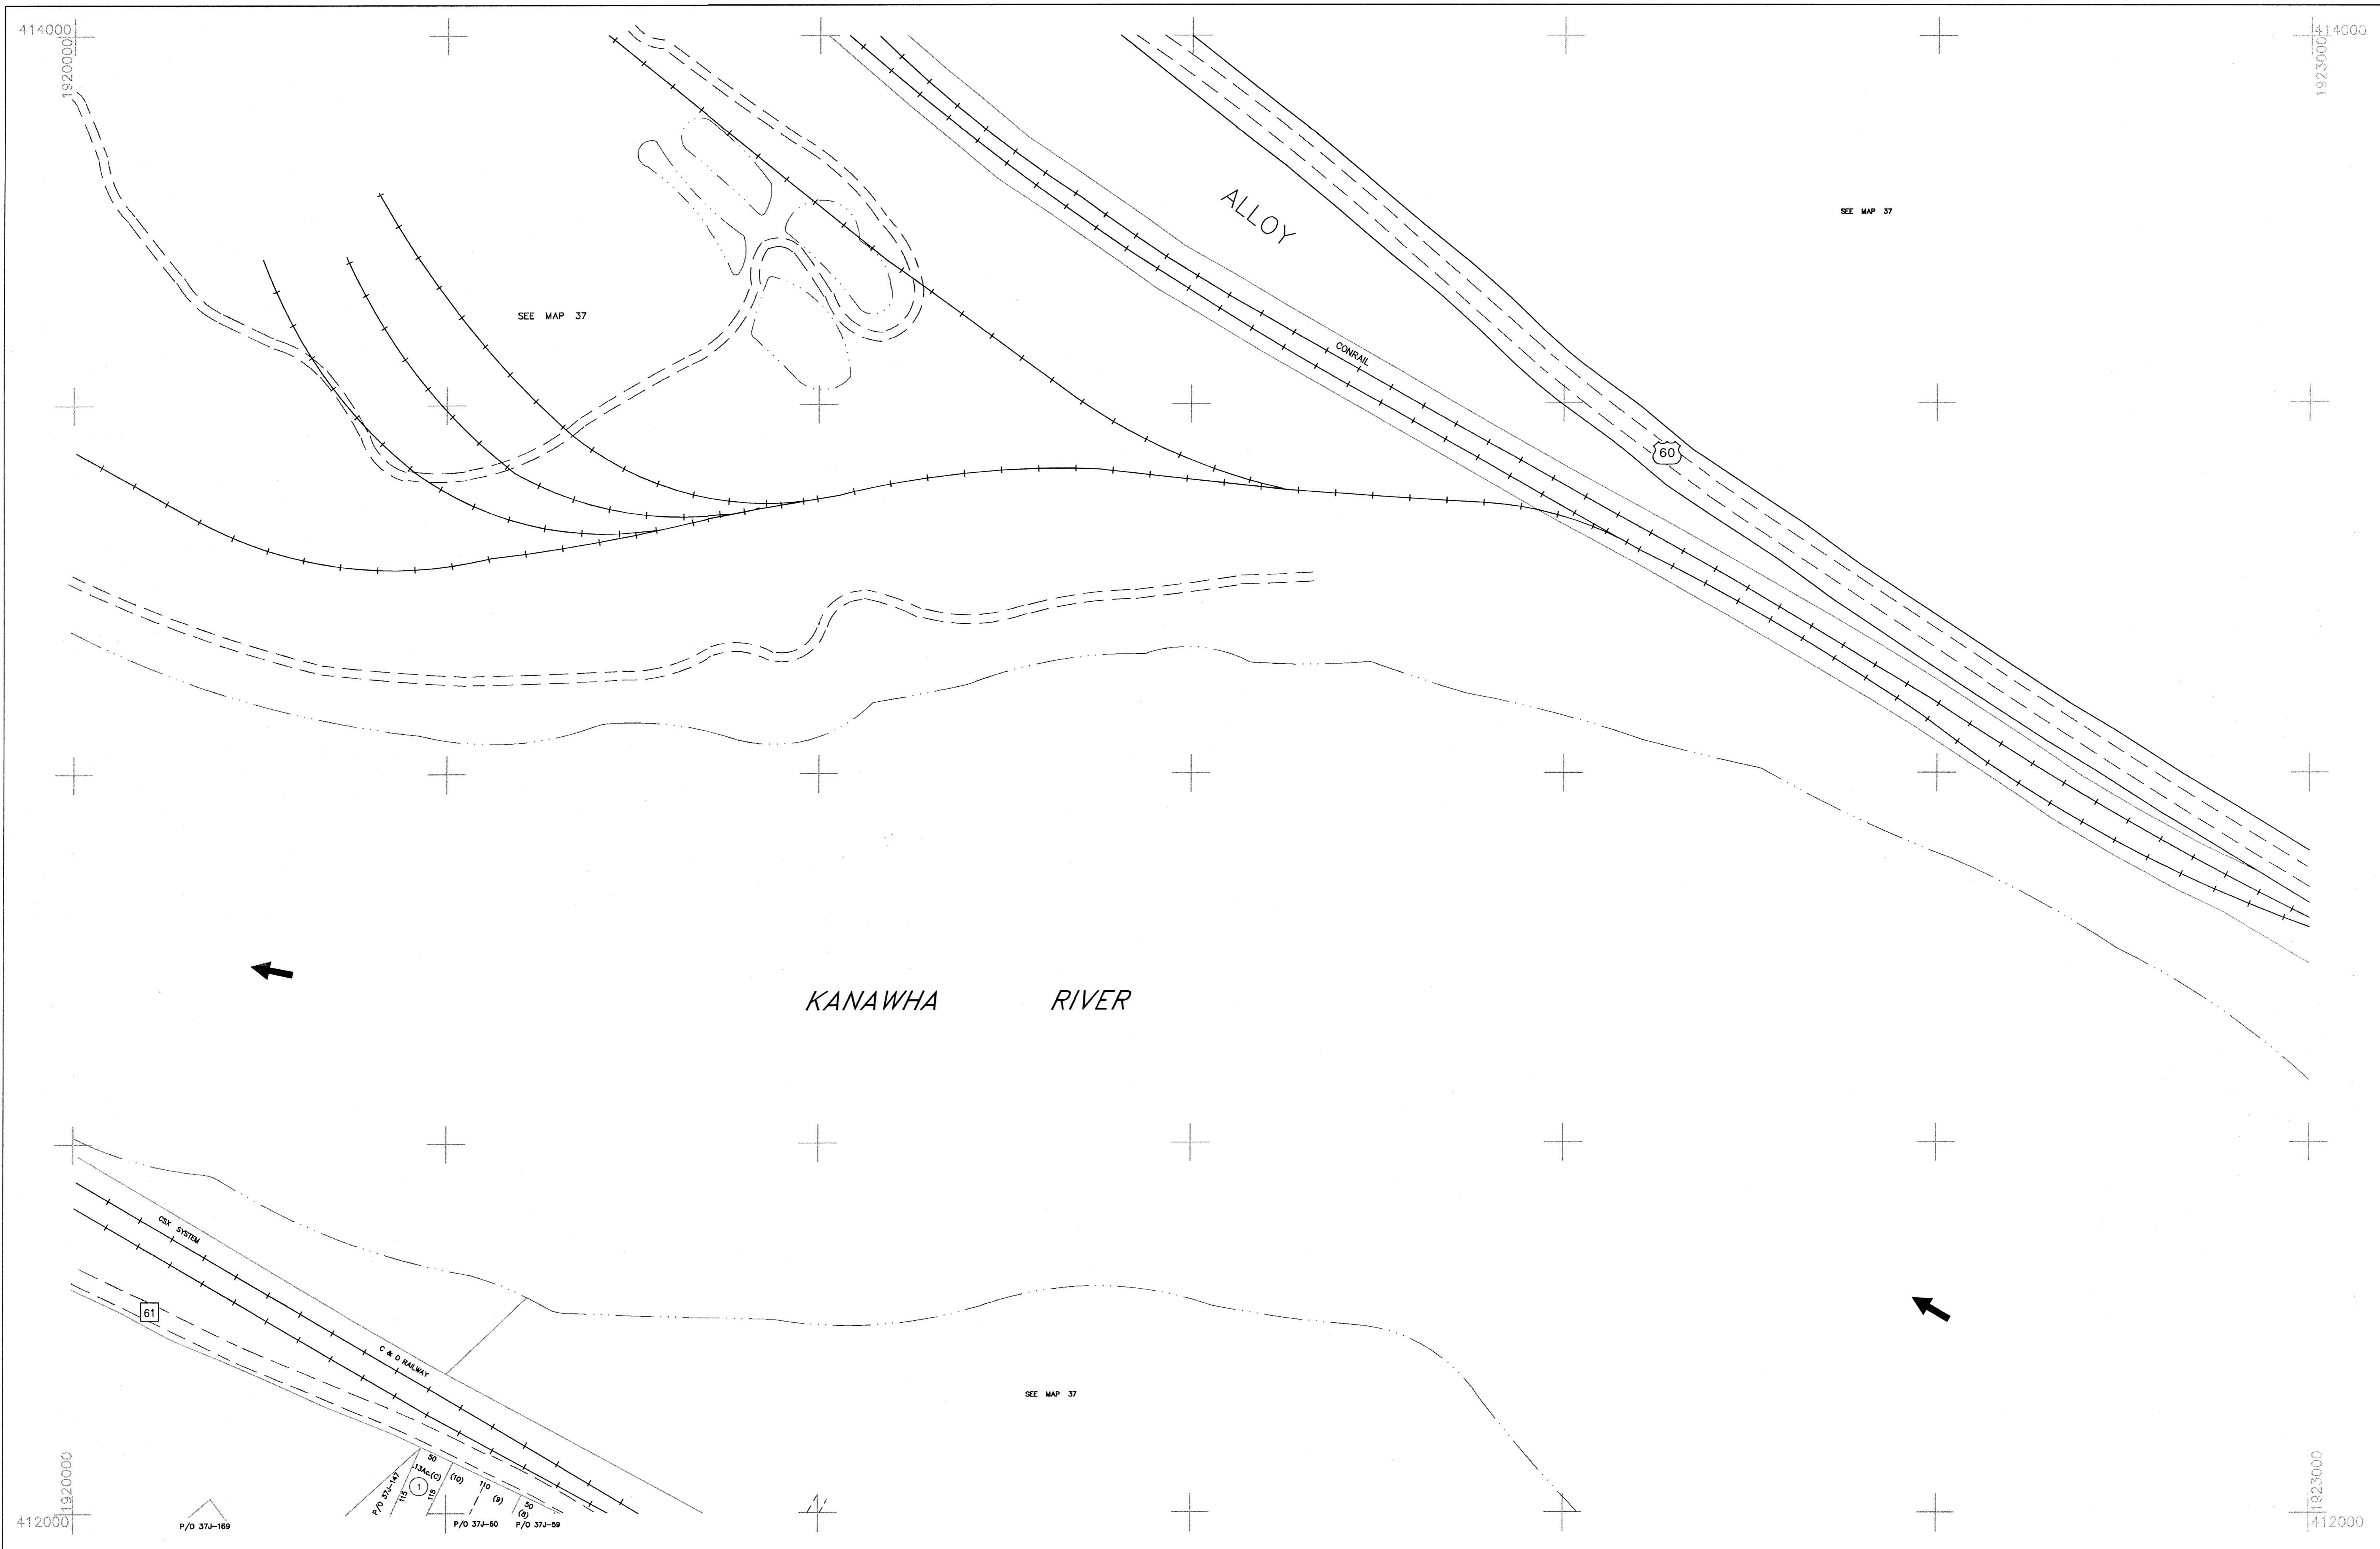 414000
1920000
414000
1923000
ALLOY
SEE MAP 37
SEE MAP 37
CONRAIL
60
KANAWHA RIVER
CSX SYSTEM
61
C & O RAILWAY
SEE MAP 37
1920000
412000
P/O 37J-169
P/O 37J-147
115
50
.13Ac.(C)
1
115
(10)
110
(9)
50
(8)
P/O 37J-60
P/O 37J-59
1923000
412000